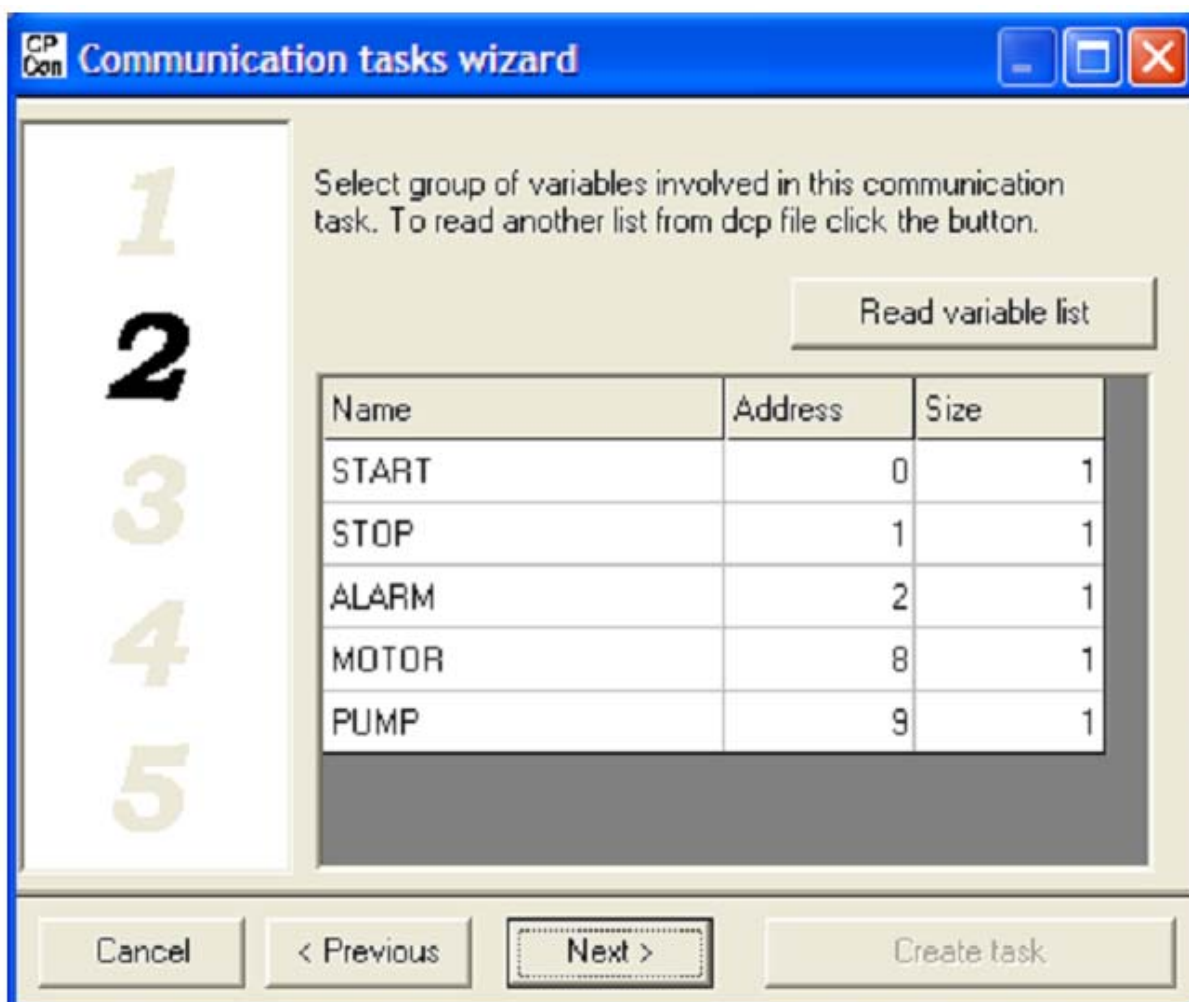 CP
Con Communication tasks wizard
1
2
3
4
5
Select group of variables involved in this communication
task. To read another list from dcp file click the button.
Read variable list
Name Address Size
START 0 1
STOP 1 1
ALARM 2 1
MOTOR 8 1
PUMP 9 1
Cancel < Previous Next > Create task